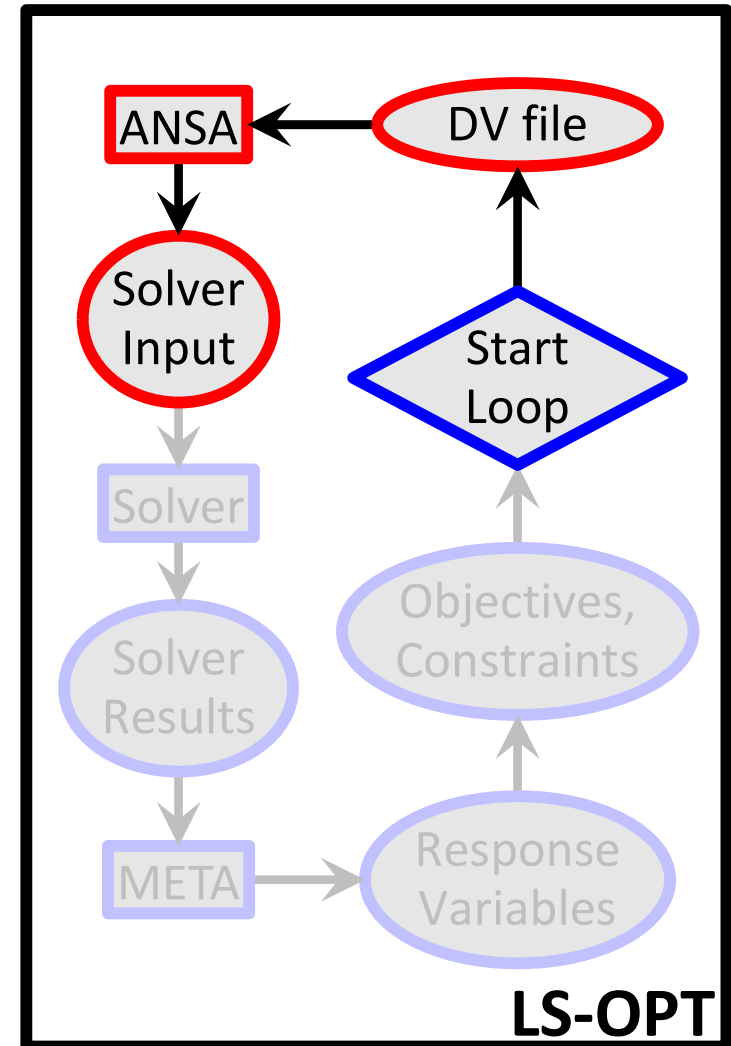 ANSA
DV file
Solver
Input
Start
Loop
Solver
Objectives,
Constraints
Solver
Results
META
Response
Variables
LS-OPT